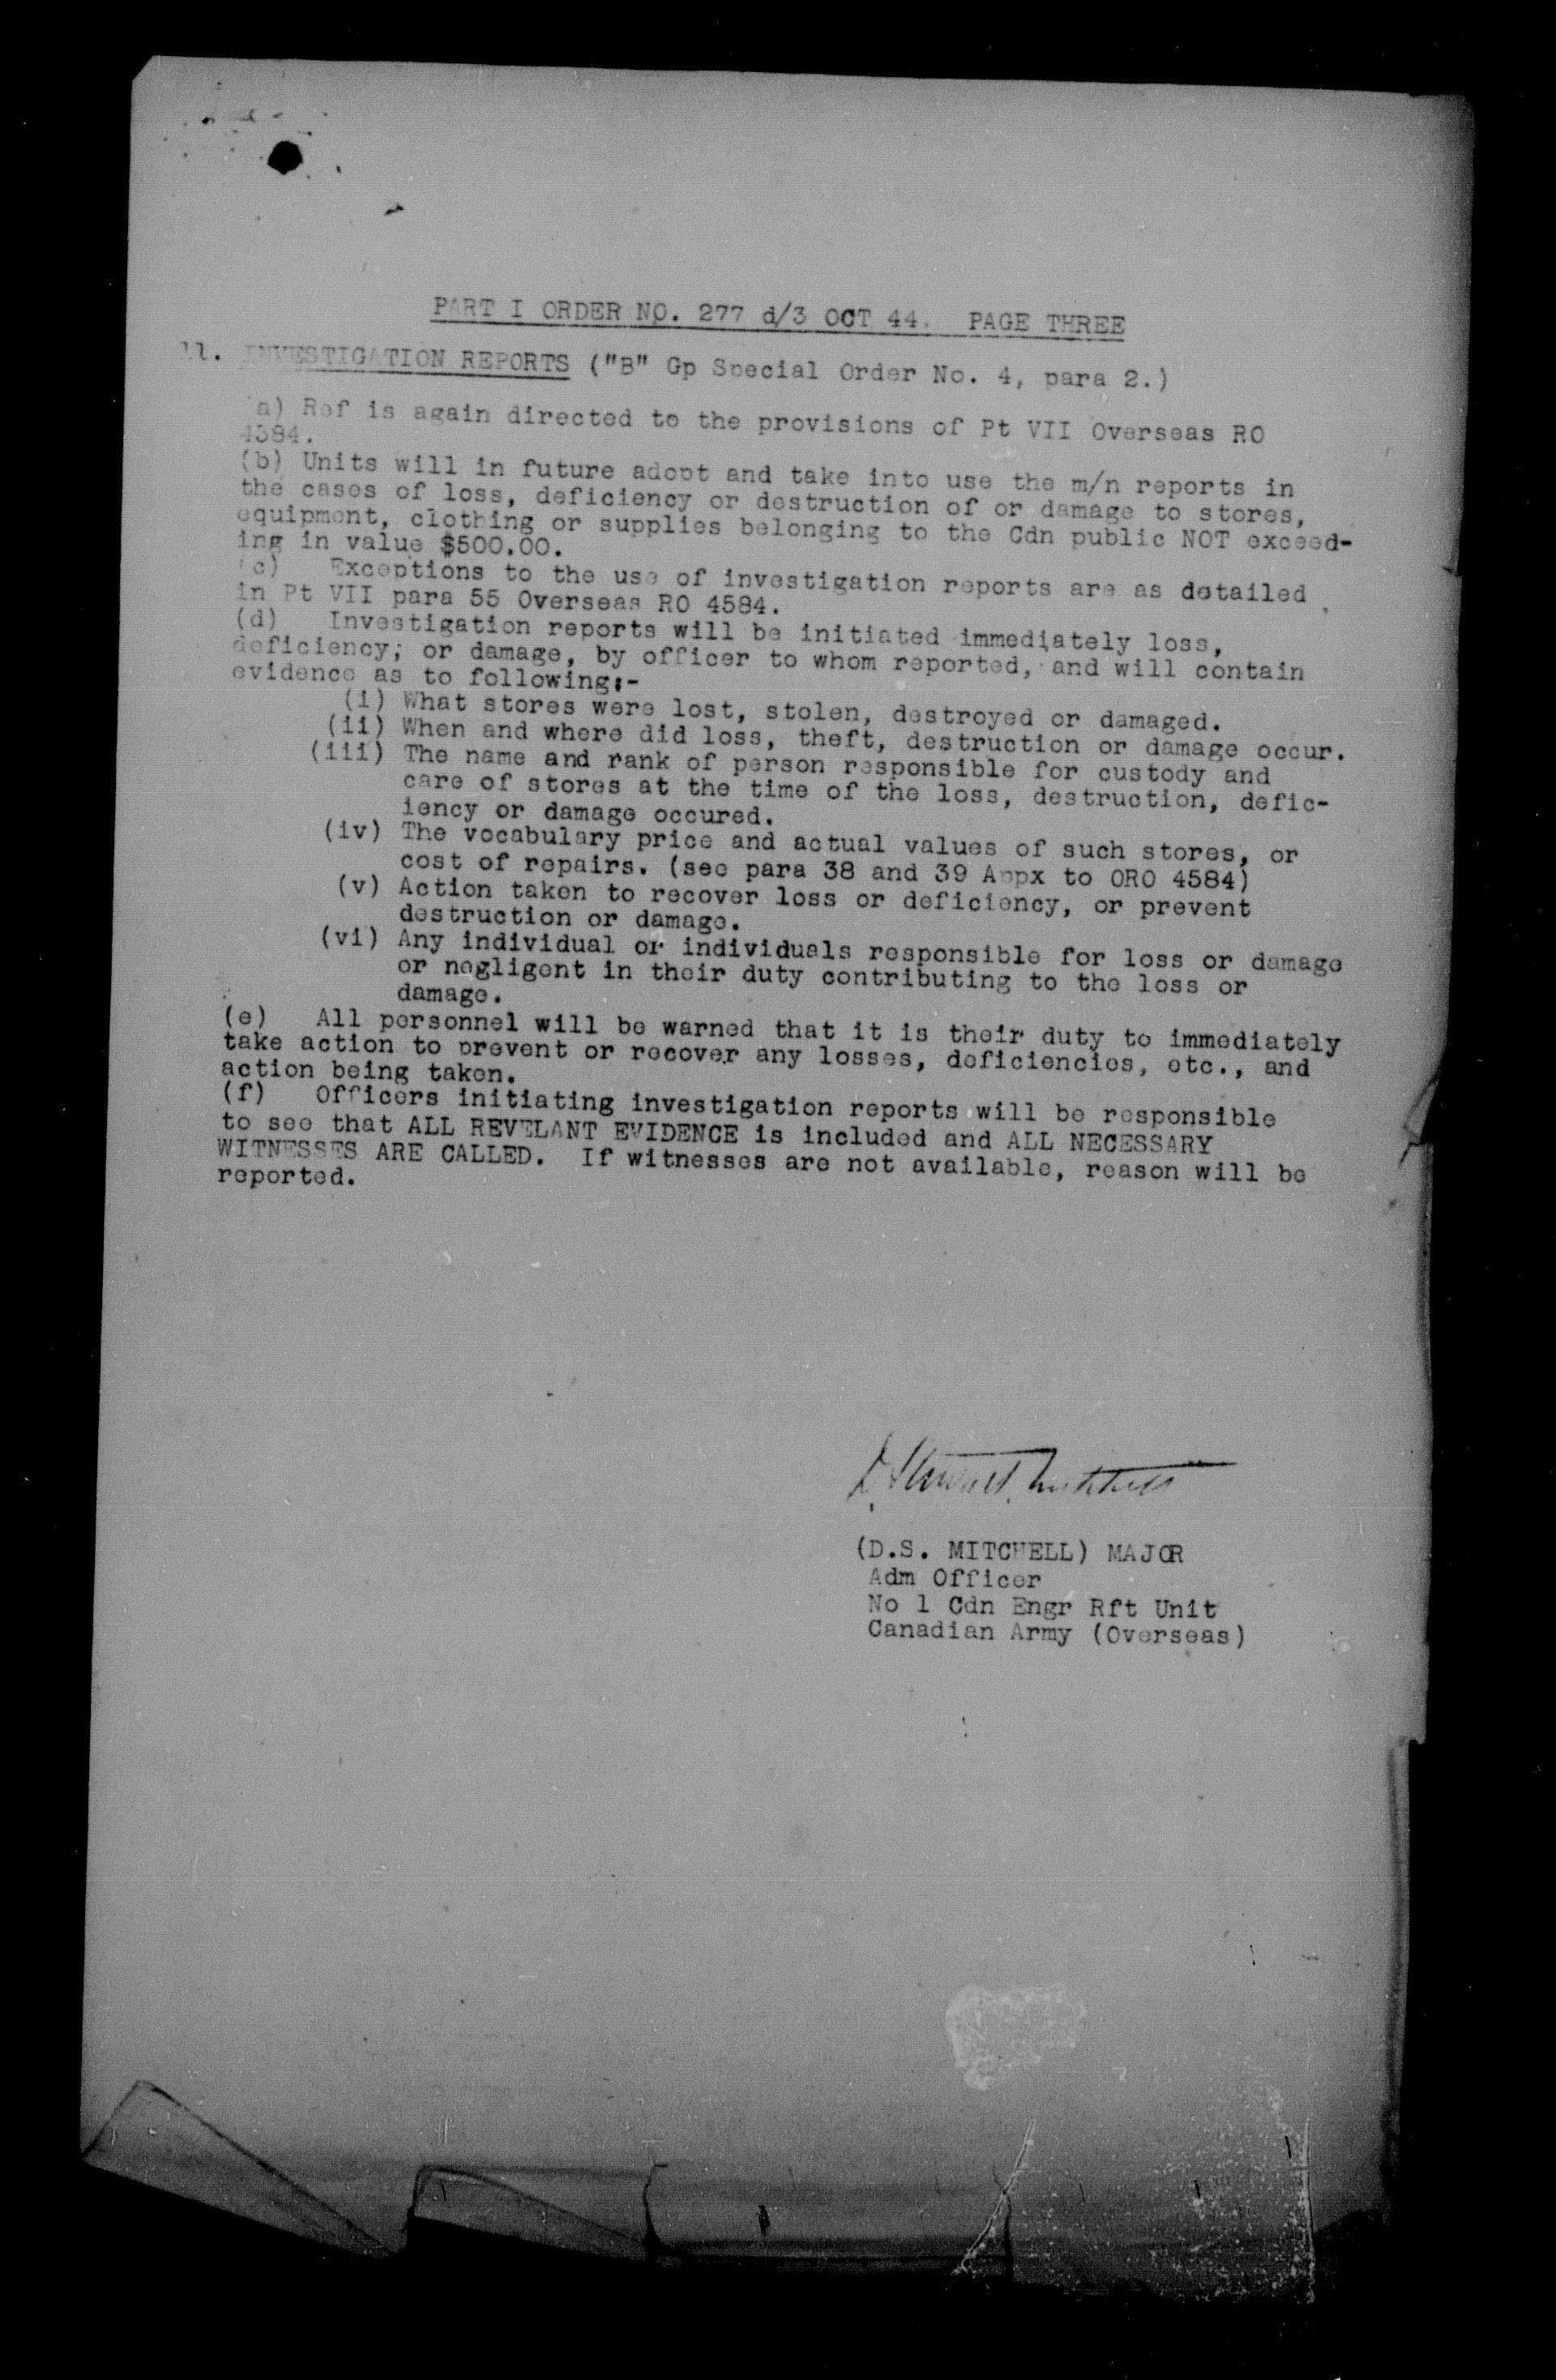 PART I ORDER NO. 277 d/3 OCT 44. PAGE THREE
11. INVESTIGATION REPORTS ("B" Gp Special Order No. 4, para 2.)
(a) Ref is again directed to the provisions of Pt VII Overseas RO
4584.
(b) Units will in future adopt and take into use the m/n reports in
the cases of loss, deficiency or destruction of or damage to stores,
equipment, clothing or supplies belonging to the Cdn public NOT exceed-
ing in value $500.00.
(c) Exceptions to the use of investigation reports are as detailed
in Pt VII para 55 Overseas RO 4584.
(d) Investigation reports will be initiated immediately loss,
deficiency; or damage, by officer to whom reported, and will contain
evidence as to following:-
(i) What stores were lost, stolen, destroyed or damaged.
(ii) When and where did loss, theft, destruction or damage occur.
(iii) The name and rank of person responsible for custody and
care of stores at the time of the loss, destruction, defic-
iency or damage occured.
(iv) The vocabulary price and actual values of such stores, or
cost of repairs. (see para 38 and 39 Appx to ORO 4584)
(v) Action taken to recover loss or deficiency, or prevent
destruction or damage.
(vi) Any individual or individuals responsible for loss or damage
or negligent in their duty contributing to the loss or
damage.
(e) All personnel will be warned that it is their duty to immediately
take action to prevent or recover any losses, deficiencies, etc., and
action being taken.
(f) Officers initiating investigation reports will be responsible
to see that ALL REVELANT EVIDENCE is included and ALL NECESSARY
WITNESSES ARE CALLED. If witnesses are not available, reason will be
reported.
D. Stewart Mitchell
(D.S. MITCHELL) MAJOR
Adm Officer
No 1 Cdn Engr Rft Unit
Canadian Army (Overseas)